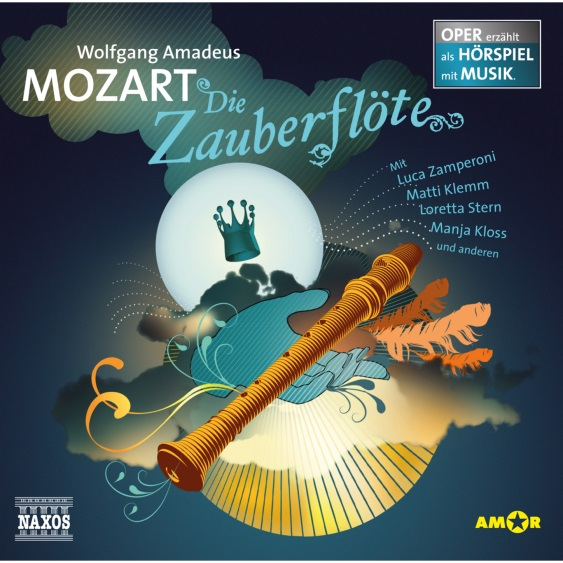 Wolfgang Amadeus
MOZART
Die
Zauberflöte
OPER erzählt
als HÖRSPIEL
mit MUSIK.
Mit
Luca Zamperoni
Matti Klemm
Loretta Stern
Manja Kloss
und anderen
NAXOS
AMOR